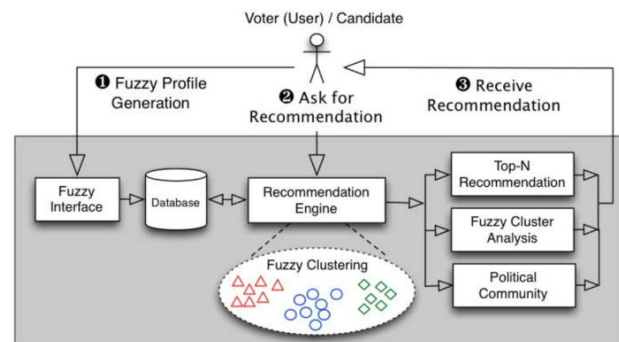 Voter (User) / Candidate
❶ Fuzzy Profile
Generation
❷ Ask for
Recommendation
❸ Receive
Recommendation
Fuzzy
Interface
Database
Recommendation
Engine
Top-N
Recommendation
Fuzzy Cluster
Analysis
Political
Community
Fuzzy Clustering